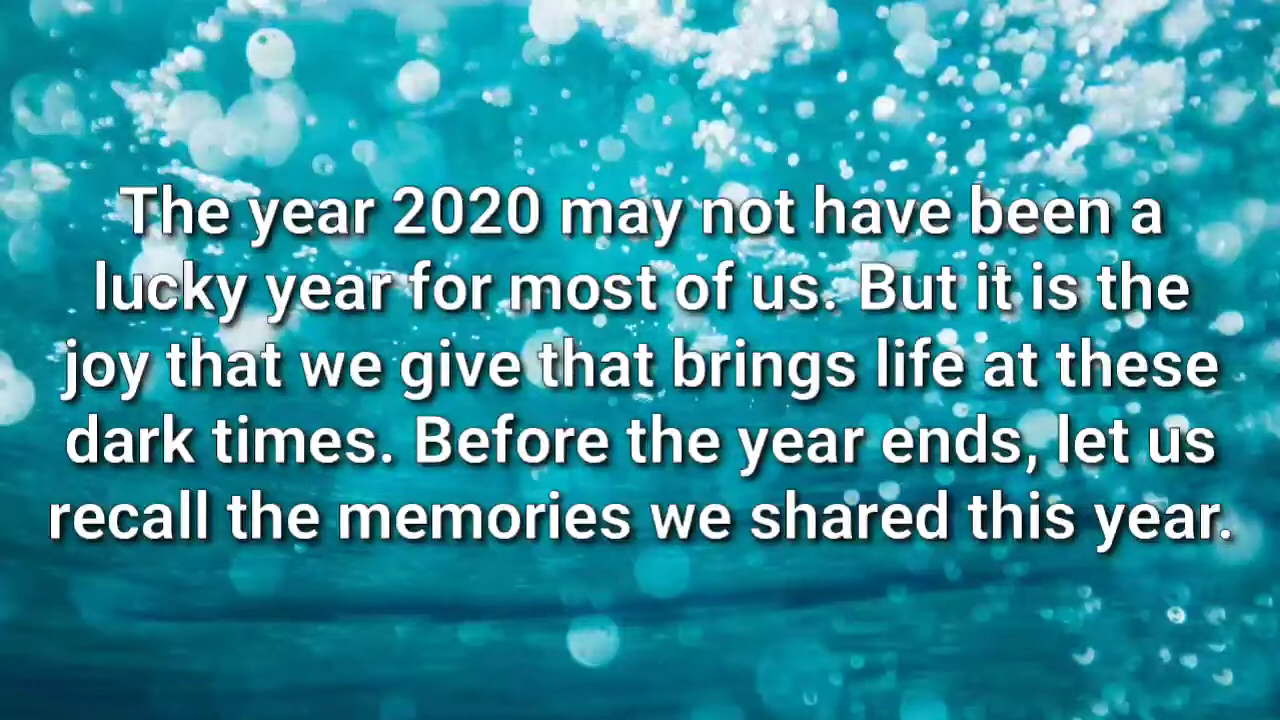 The year 2020 may not have been a
lucky year for most of us. But it is the
joy that we give that brings life at these
dark times. Before the year ends, let us
recall the memories we shared this year.